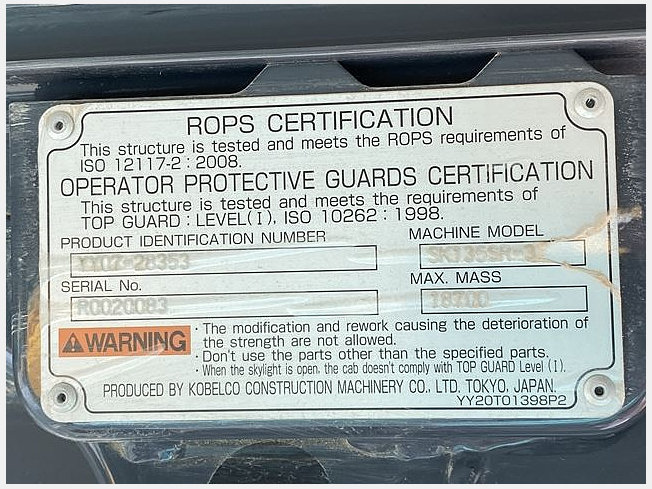 ROPS CERTIFICATION
This structure is tested and meets the ROPS requirements of
ISO 12117-2 : 2008.
OPERATOR PROTECTIVE GUARDS CERTIFICATION
This structure is tested and meets the requirements of
TOP GUARD : LEVEL(I), ISO 10262 : 1998.
PRODUCT IDENTIFICATION NUMBER MACHINE MODEL
YY07-28353
SERIAL No. MAX. MASS
R0020083
⚠WARNING
· The modification and rework causing the deterioration of
the strength are not allowed.
· Don't use the parts other than the specified parts.
· When the skylight is open, the cab doesn't comply with TOP GUARD Level (I).
PRODUCED BY KOBELCO CONSTRUCTION MACHINERY CO., LTD. TOKYO, JAPAN.
YY20T01398P2